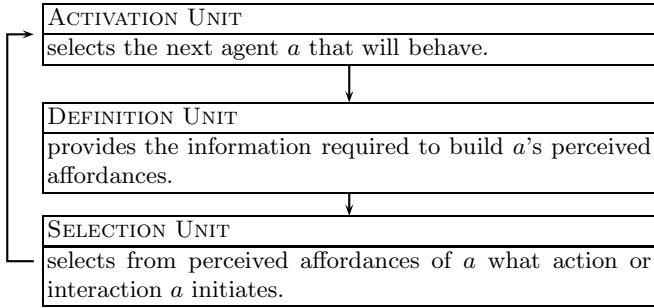 ACTIVATION UNIT
selects the next agent a that will behave.
DEFINITION UNIT
provides the information required to build a's perceived
affordances.
SELECTION UNIT
selects from perceived affordances of a what action or
interaction a initiates.